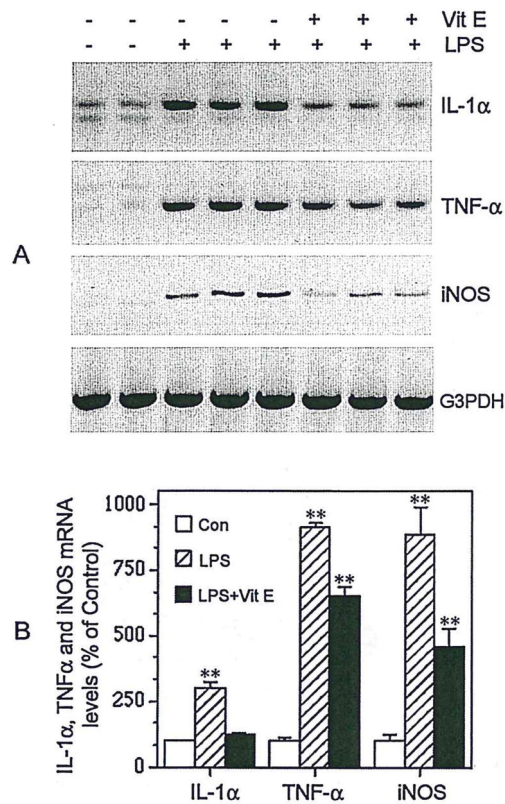 + + + Vit E
- - + + + + + + LPS
IL-1α
TNF-α
A
iNOS
G3PDH
B
IL-1α, TNFα and iNOS mRNA
levels (% of Control)
1000
750
500
250
0
Con
LPS
LPS+Vit E
**
**
**
**
**
IL-1α TNF-α iNOS